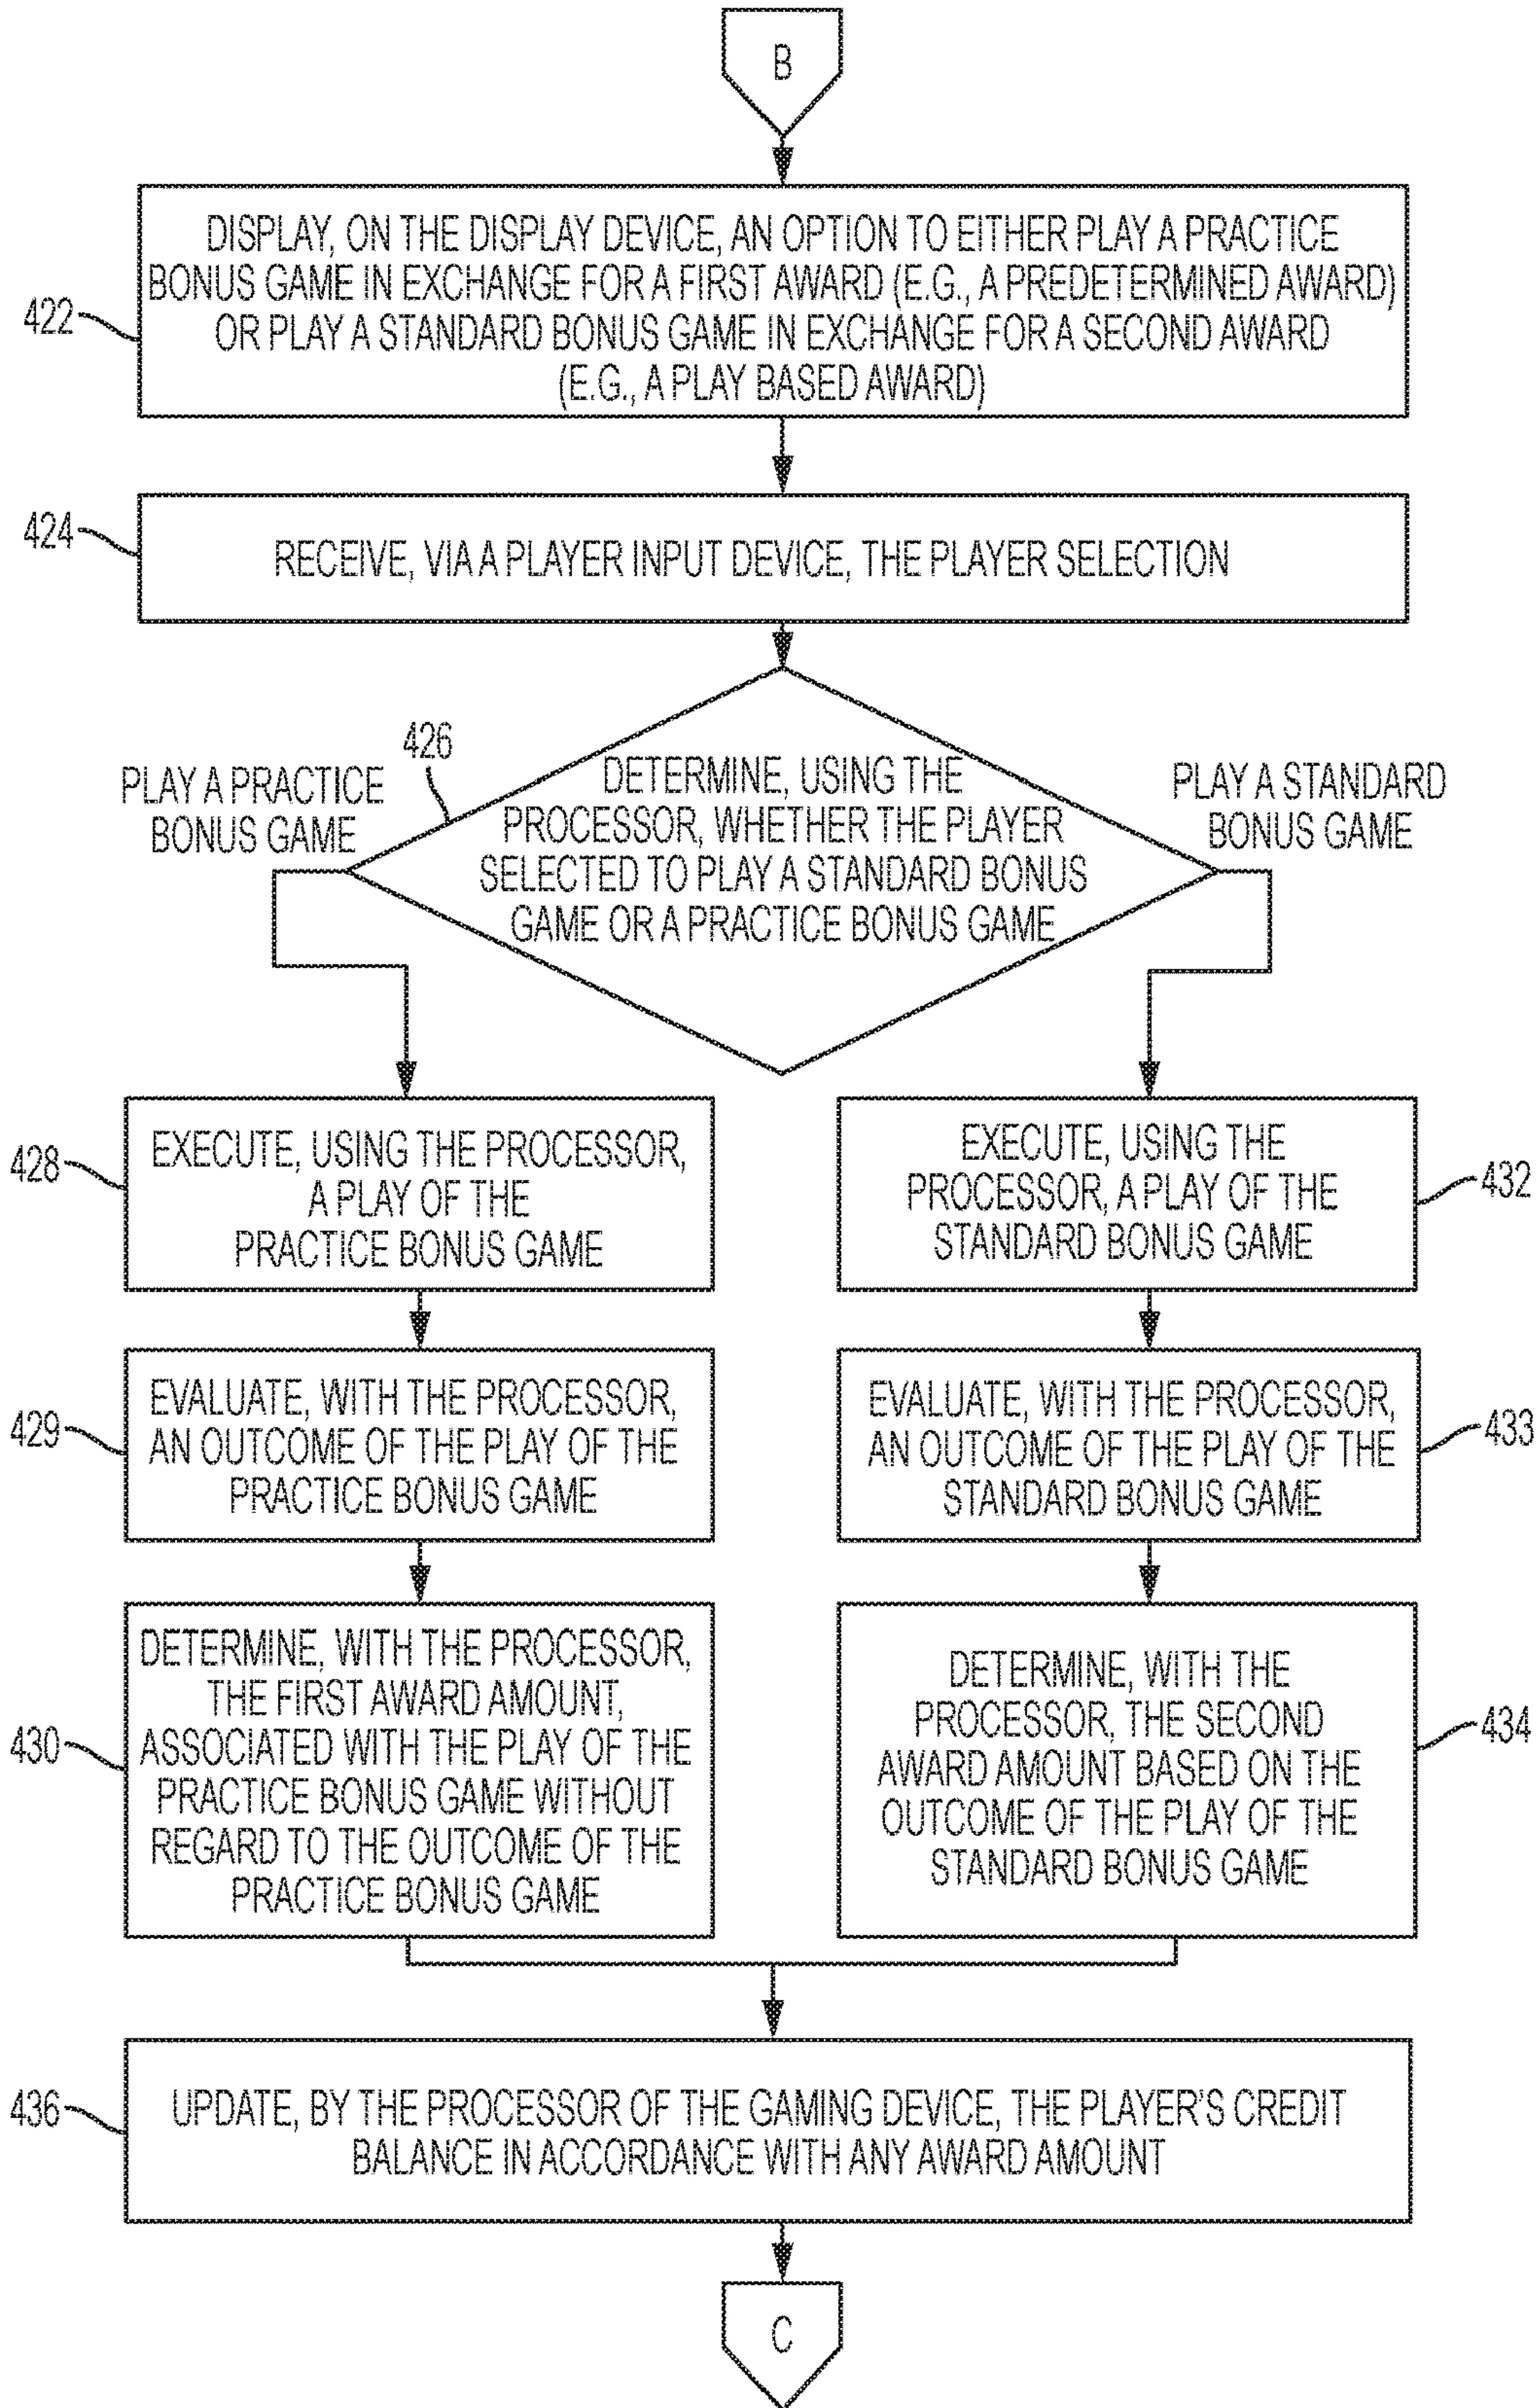 B
422
DISPLAY, ON THE DISPLAY DEVICE, AN OPTION TO EITHER PLAY A PRACTICE
BONUS GAME IN EXCHANGE FOR A FIRST AWARD (E.G., A PREDETERMINED AWARD)
OR PLAY A STANDARD BONUS GAME IN EXCHANGE FOR A SECOND AWARD
(E.G., A PLAY BASED AWARD)
424
RECEIVE, VIA A PLAYER INPUT DEVICE, THE PLAYER SELECTION
426
DETERMINE, USING THE
PROCESSOR, WHETHER THE PLAYER
SELECTED TO PLAY A STANDARD BONUS
GAME OR A PRACTICE BONUS GAME
PLAY A PRACTICE
BONUS GAME
PLAY A STANDARD
BONUS GAME
428
EXECUTE, USING THE PROCESSOR,
A PLAY OF THE
PRACTICE BONUS GAME
432
EXECUTE, USING THE
PROCESSOR, A PLAY OF THE
STANDARD BONUS GAME
429
EVALUATE, WITH THE PROCESSOR,
AN OUTCOME OF THE PLAY OF THE
PRACTICE BONUS GAME
433
EVALUATE, WITH THE PROCESSOR,
AN OUTCOME OF THE PLAY OF THE
STANDARD BONUS GAME
430
DETERMINE, WITH THE PROCESSOR,
THE FIRST AWARD AMOUNT,
ASSOCIATED WITH THE PLAY OF THE
PRACTICE BONUS GAME WITHOUT
REGARD TO THE OUTCOME OF THE
PRACTICE BONUS GAME
434
DETERMINE, WITH THE
PROCESSOR, THE SECOND
AWARD AMOUNT BASED ON THE
OUTCOME OF THE PLAY OF THE
STANDARD BONUS GAME
436
UPDATE, BY THE PROCESSOR OF THE GAMING DEVICE, THE PLAYER'S CREDIT
BALANCE IN ACCORDANCE WITH ANY AWARD AMOUNT
C